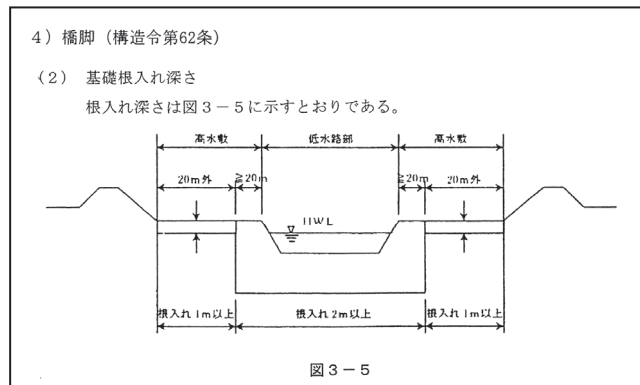 4）橋脚（構造令第62条）
(2) 基礎根入れ深さ
根入れ深さは図3－5に示すとおりである。
高水敷 低水路部 高水敷
20m外 ≧20m ≧20m 20m外
HWL
根入れ1m以上 根入れ2m以上 根入れ1m以上
図3－5